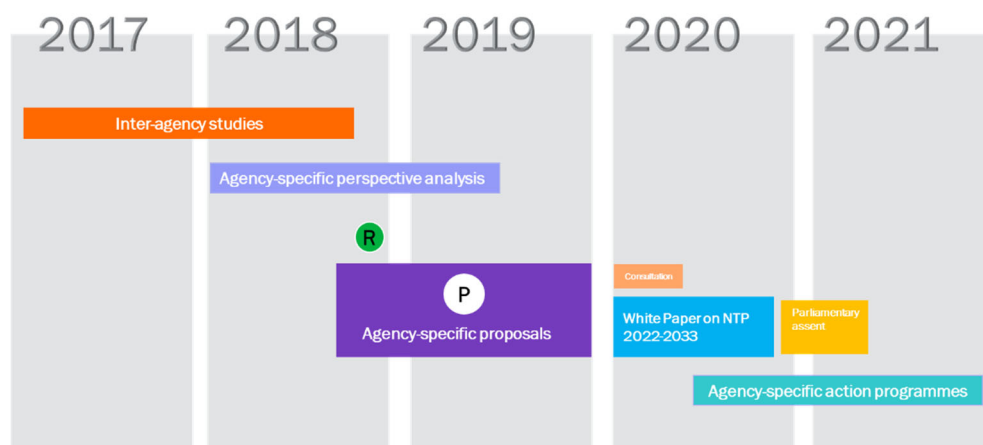 2017 2018 2019 2020 2021
Inter-agency studies
Agency-specific perspective analysis
R
P
Agency-specific proposals
Consultation
White Paper on NTP
2022-2033
Parliamentary
assent
Agency-specific action programmes